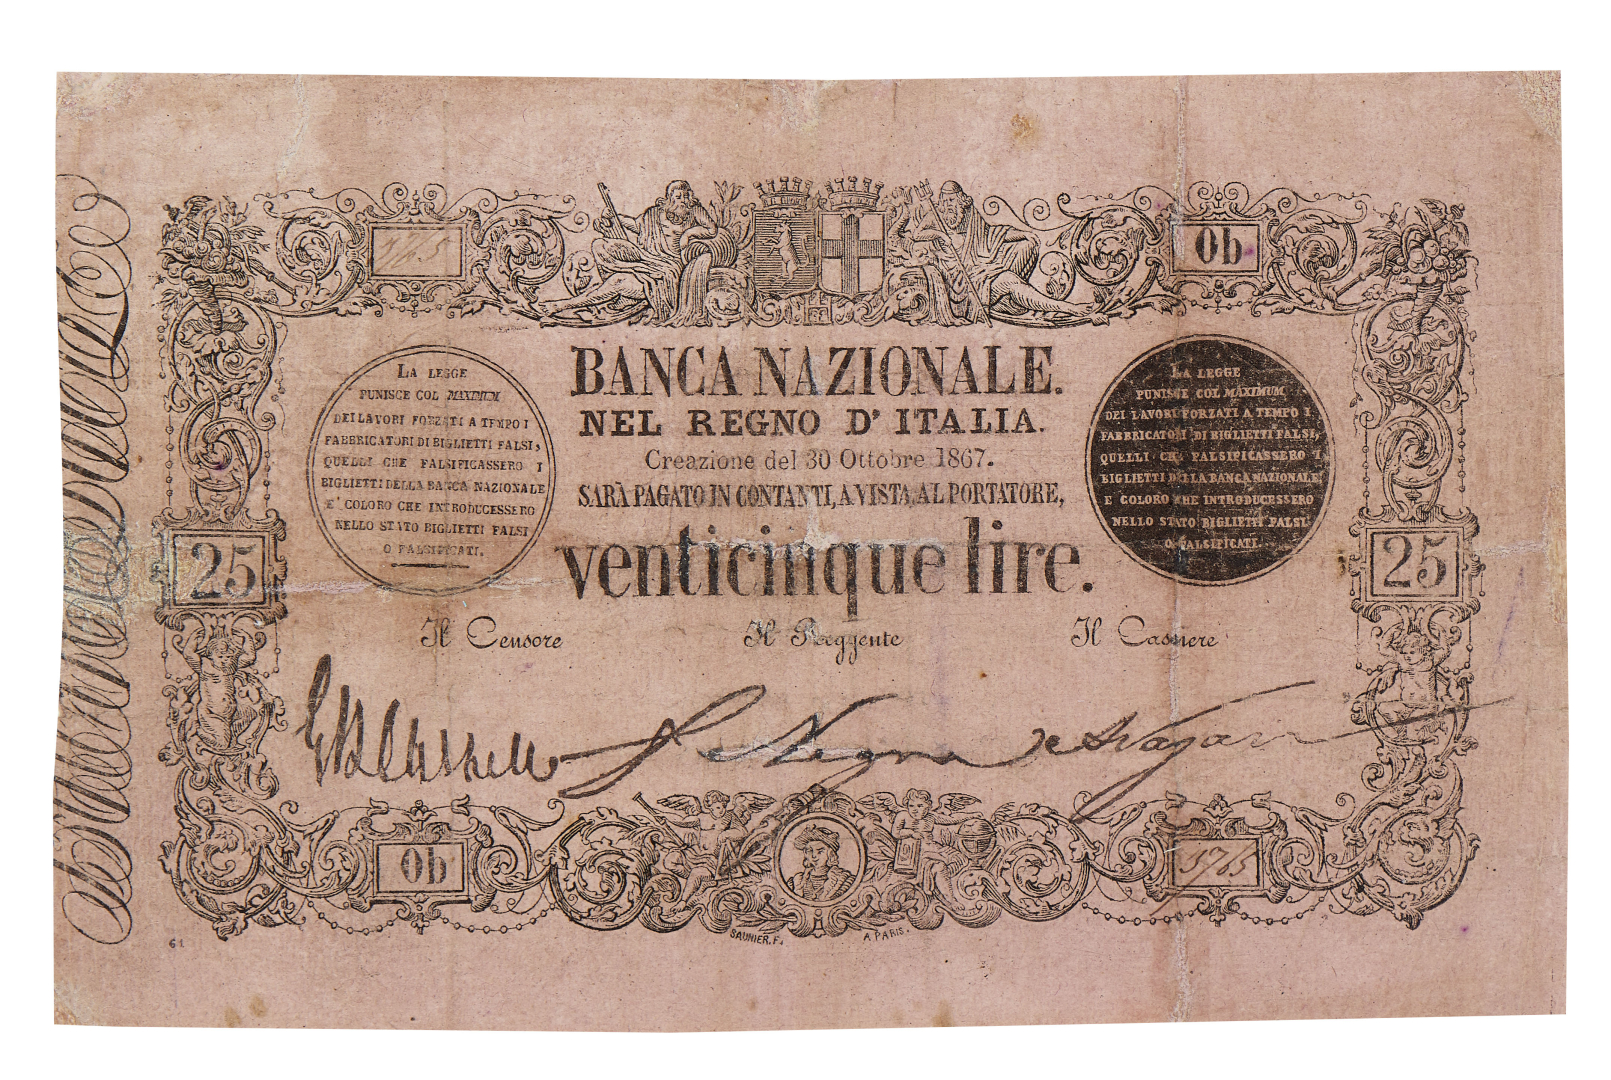 5765
Ob
BANCA NAZIONALE.
NEL REGNO D' ITALIA.
Creazione del 30 Ottobre 1867.
SARÀ PAGATO IN CONTANTI, A VISTA, AL PORTATORE,
venticinque lire.
LA LEGGE
PUNISCE COL MAXIMUM
DEI LAVORI FORZATI A TEMPO I
FABBRICATORI DI BIGLIETTI FALSI,
QUELLI CHE FALSIFICASSERO I
BIGLIETTI DELLA BANCA NAZIONALE
E' COLORO CHE INTRODUCESSERO
NELLO STATO BIGLIETTI FALSI
O FALSIFICATI.
LA LEGGE
PUNISCE COL MAXIMUM
DEI LAVORI FORZATI A TEMPO I
FABBRICATORI DI BIGLIETTI FALSI,
QUELLI CHE FALSIFICASSERO I
BIGLIETTI DELLA BANCA NAZIONALE,
E COLORO CHE INTRODUCESSERO
NELLO STATO BIGLIETTI FALSI
O FALSIFICATI.
25
25
Il Censore
Il Reggente
Il Cassiere
Ob
5765
SAUNIER. F.
A PARIS.
61